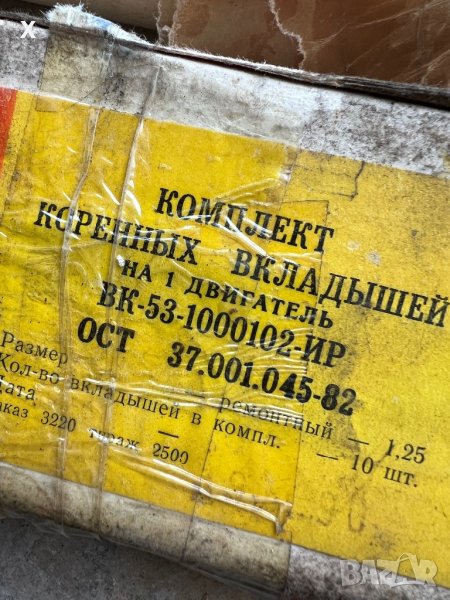 КОМПЛЕКТ
КОРЕННЫХ ВКЛАДЫШЕЙ
НА 1 ДВИГАТЕЛЬ
ВК-53-1000102-ИР
ОСТ 37.001.045-82
Размер — ремонтный — 1,25
Кол-во вкладышей в компл. — 10 шт.
Дата —
заказ 3220 тираж 2500
x
BAZAR